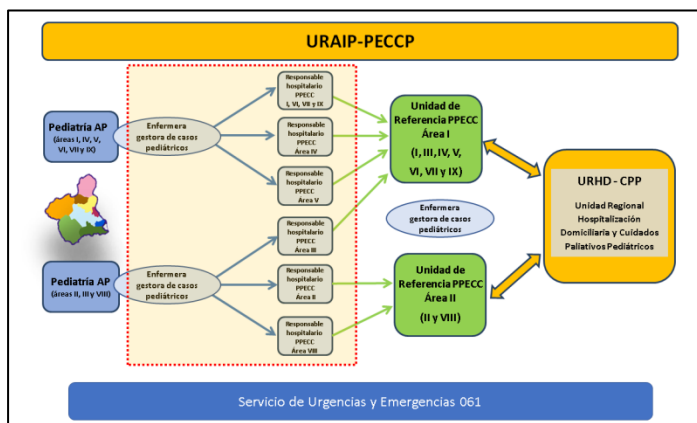 URAIP-PECCP
Pediatría AP
(áreas I, IV, V,
VI, VII y IX)
Enfermera
gestora de casos
pediátricos
Responsable
hospitalario
PPECC
I, VI, VII y IX
Responsable
hospitalario
PPECC
Área IV
Responsable
hospitalario
PPECC
Área V
Responsable
hospitalario
PPECC
Área III
Responsable
hospitalario
PPECC
Área II
Responsable
hospitalario
PPECC
Área VIII
Pediatría AP
(áreas II, III y VIII)
Enfermera
gestora de casos
pediátricos
Unidad de
Referencia PPECC
Área I
(I, III, IV, V,
VI, VII y IX)
Enfermera
gestora de casos
pediátricos
Unidad de
Referencia PPECC
Área II
(II y VIII)
URHD - CPP
Unidad Regional
Hospitalización
Domiciliaria y Cuidados
Paliativos Pediátricos
Servicio de Urgencias y Emergencias 061